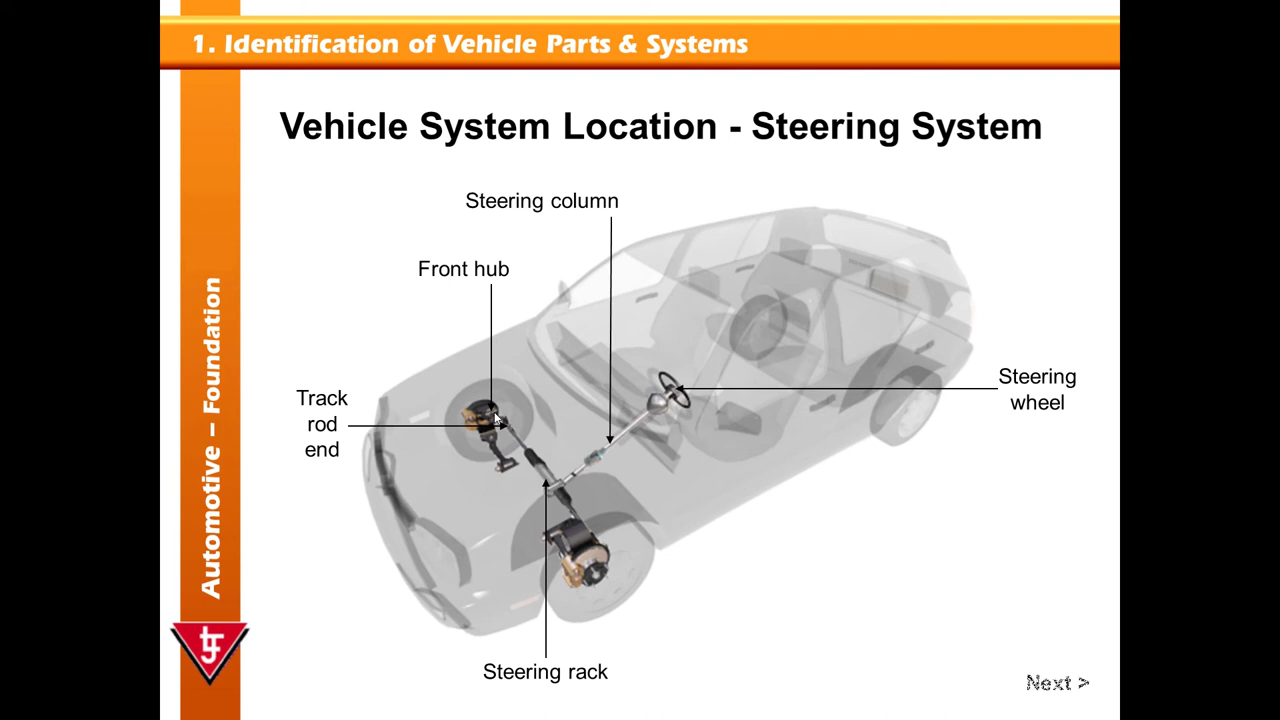 1. Identification of Vehicle Parts & Systems
Vehicle System Location - Steering System
Steering column
Front hub
Track
rod
end
Steering
wheel
Steering rack
Automotive – Foundation
Next >